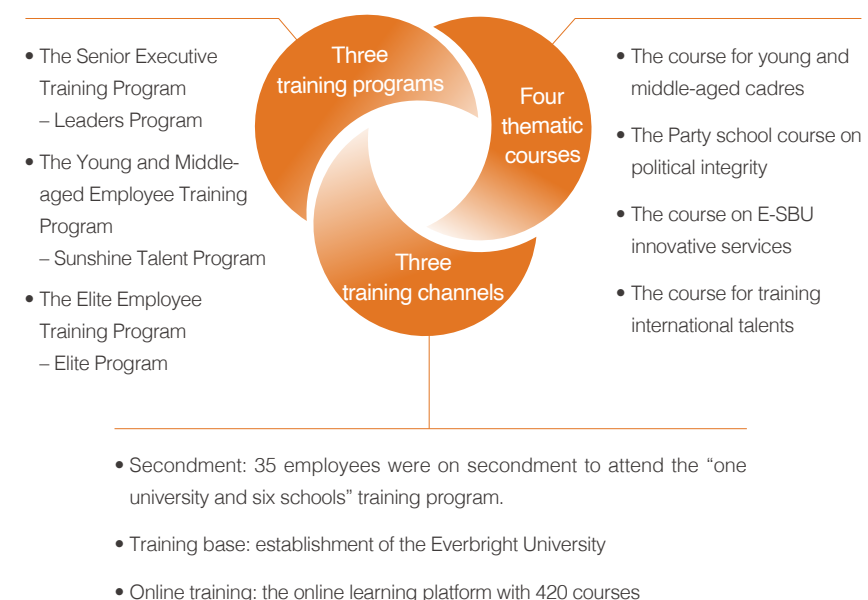 Three
training programs
• The Senior Executive
Training Program
– Leaders Program
• The Young and Middle-
aged Employee Training
Program
– Sunshine Talent Program
• The Elite Employee
Training Program
– Elite Program
Four
thematic
courses
• The course for young and
middle-aged cadres
• The Party school course on
political integrity
• The course on E-SBU
innovative services
• The course for training
international talents
Three
training channels
• Secondment: 35 employees were on secondment to attend the “one
university and six schools” training program.
• Training base: establishment of the Everbright University
• Online training: the online learning platform with 420 courses